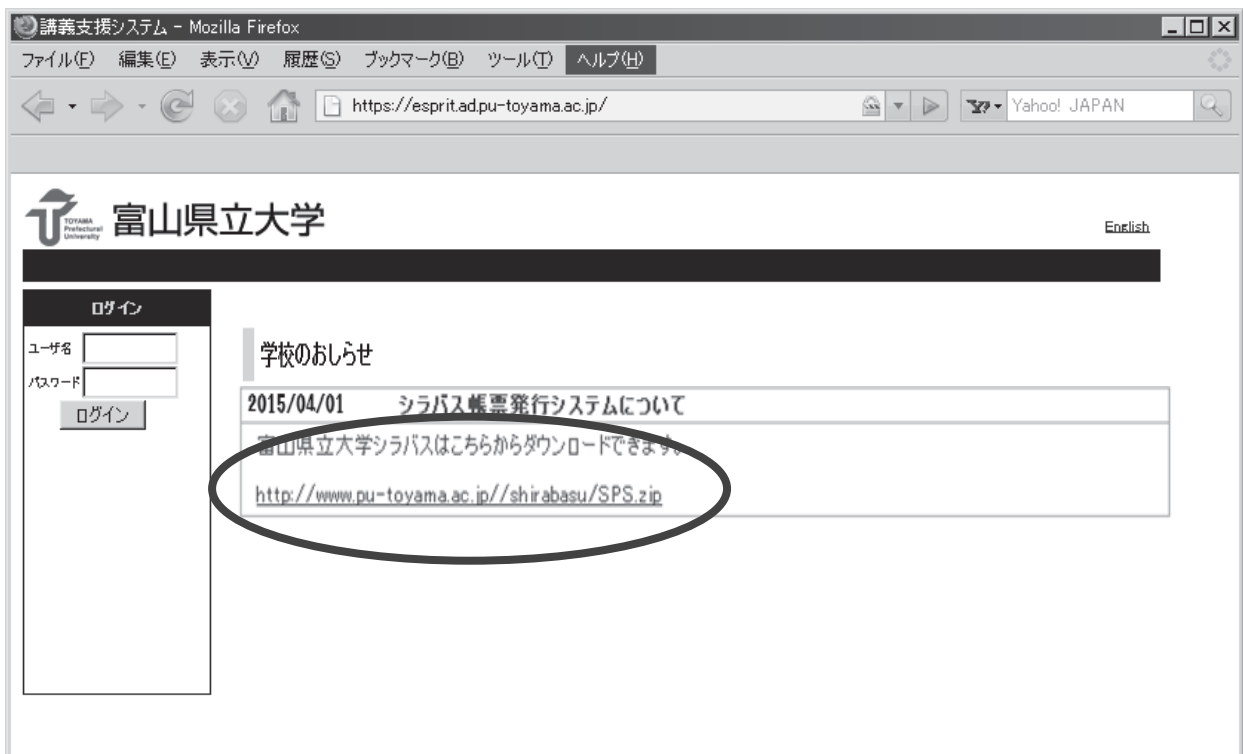 講義支援システム - Mozilla Firefox
ファイル(F) 編集(E) 表示(V) 履歴(S) ブックマーク(B) ツール(T) ヘルプ(H)
https://esprit.ad.pu-toyama.ac.jp/ Yahoo! JAPAN
TOYAMA
Prefectural
University
富山県立大学
English
ログイン
ユーザ名
パスワード
ログイン
学校のおしらせ
2015/04/01 シラバス帳票発行システムについて
富山県立大学シラバスはこちらからダウンロードできます。
http://www.pu-toyama.ac.jp//shirabasu/SPS.zip